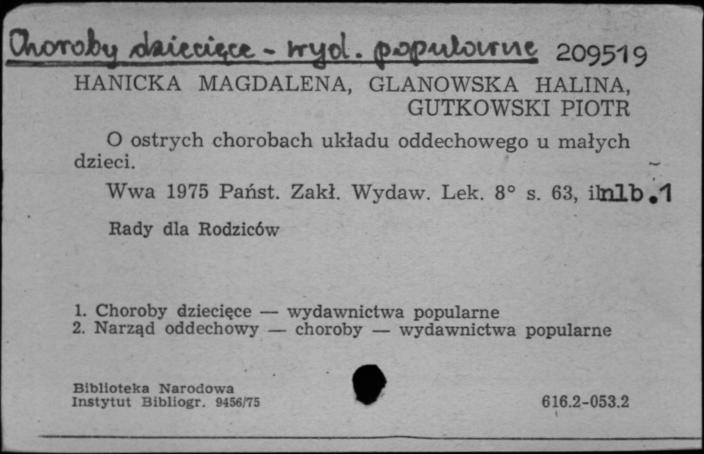 Choroby dziecięce - wyd. popularne 209519
HANICKA MAGDALENA, GLANOWSKA HALINA,
GUTKOWSKI PIOTR
O ostrych chorobach układu oddechowego u małych
dzieci.
Wwa 1975 Państ. Zakł. Wydaw. Lek. 8° s. 63, nlb.1
Rady dla Rodziców
1. Choroby dziecięce — wydawnictwa popularne
2. Narząd oddechowy — choroby — wydawnictwa popularne
Biblioteka Narodowa
Instytut Bibliogr. 9456/75 616.2-053.2